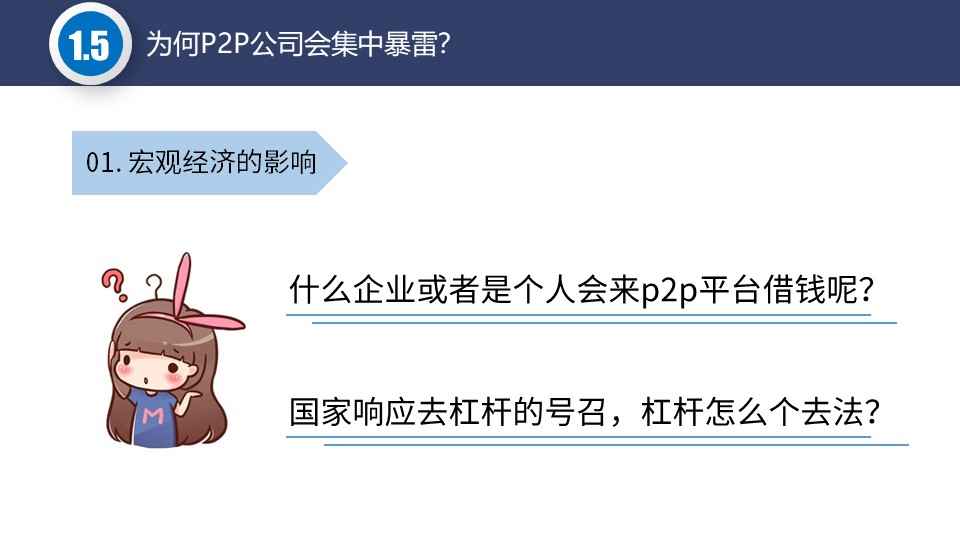 1.5
为何P2P公司会集中暴雷?
01.宏观经济的影响
什么企业或者是个人会来p2p平台借钱呢?
国家响应去杠杆的号召，杠杆怎么个去法?
? ?
M